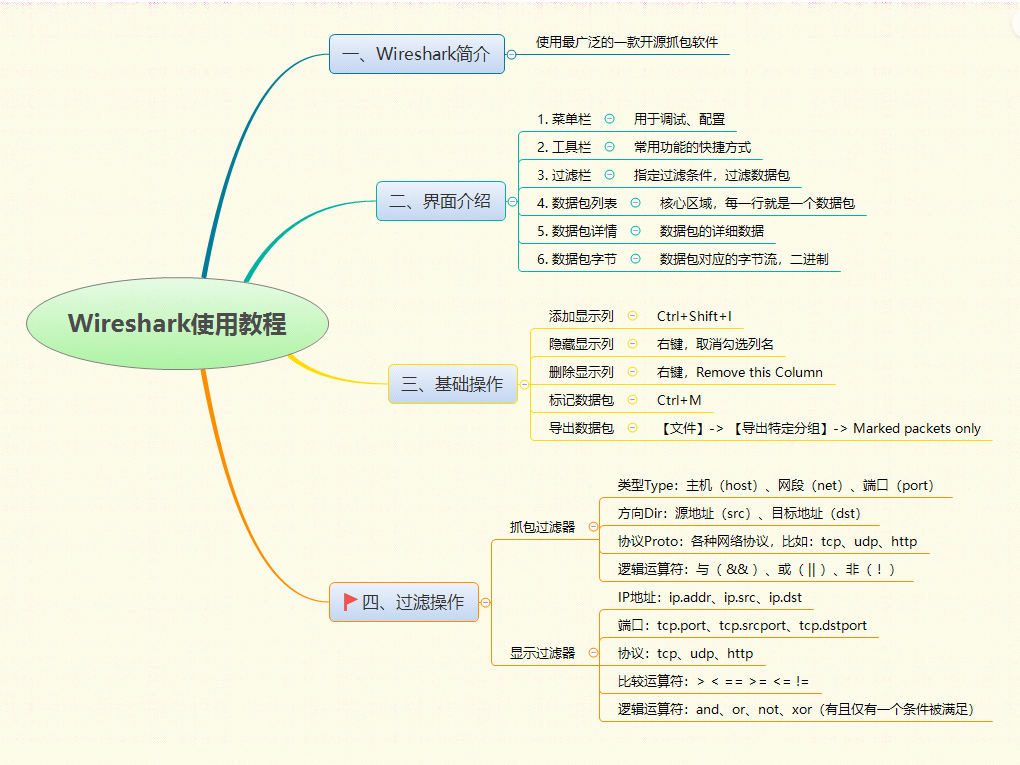 Wireshark使用教程
一、Wireshark简介
使用最广泛的一款开源抓包软件
二、界面介绍
1. 菜单栏 用于调试、配置
2. 工具栏 常用功能的快捷方式
3. 过滤栏 指定过滤条件，过滤数据包
4. 数据包列表 核心区域，每一行就是一个数据包
5. 数据包详情 数据包的详细数据
6. 数据包字节 数据包对应的字节流，二进制
三、基础操作
添加显示列 Ctrl+Shift+I
隐藏显示列 右键，取消勾选列名
删除显示列 右键，Remove this Column
标记数据包 Ctrl+M
导出数据包 【文件】-> 【导出特定分组】-> Marked packets only
四、过滤操作
抓包过滤器
类型Type：主机（host）、网段（net）、端口（port）
方向Dir：源地址（src）、目标地址（dst）
协议Proto：各种网络协议，比如：tcp、udp、http
逻辑运算符：与（ && ）、或（ || ）、非（ ！）
显示过滤器
IP地址：ip.addr、ip.src、ip.dst
端口：tcp.port、tcp.srcport、tcp.dstport
协议：tcp、udp、http
比较运算符：> < == >= <= !=
逻辑运算符：and、or、not、xor（有且仅有一个条件被满足）